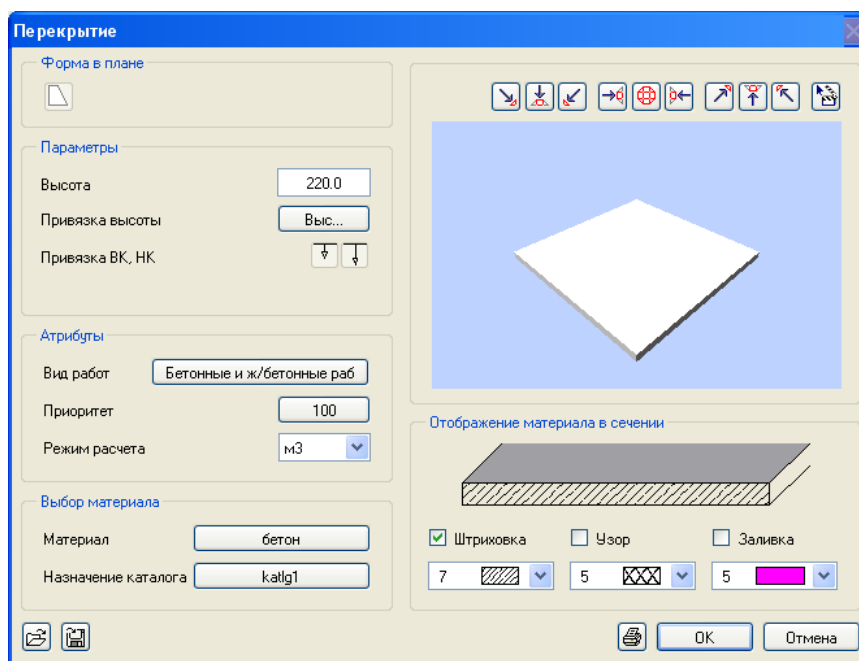 Перекрытие
Форма в плане
Параметры
Высота 220.0
Привязка высоты Выс...
Привязка ВК, НК
Атрибуты
Вид работ Бетонные и ж/бетонные раб
Приоритет 100
Режим расчета м3
Выбор материала
Материал бетон
Назначение каталога katlg1
Отображение материала в сечении
Штриховка Узор Заливка
7 5 5
OK Отмена